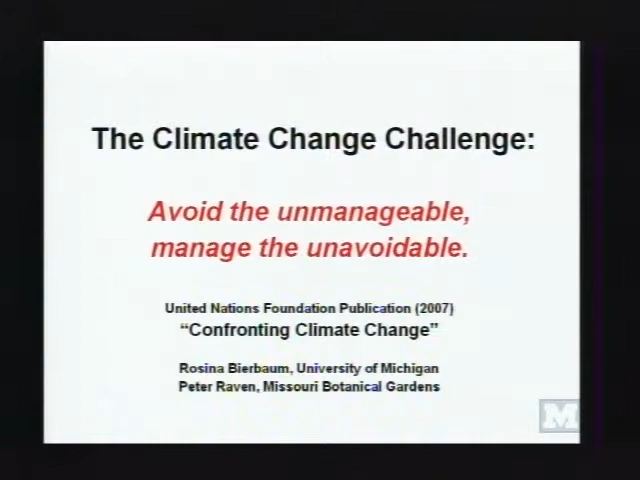 The Climate Change Challenge:
Avoid the unmanageable,
manage the unavoidable.
United Nations Foundation Publication (2007)
“Confronting Climate Change”
Rosina Bierbaum, University of Michigan
Peter Raven, Missouri Botanical Gardens
M